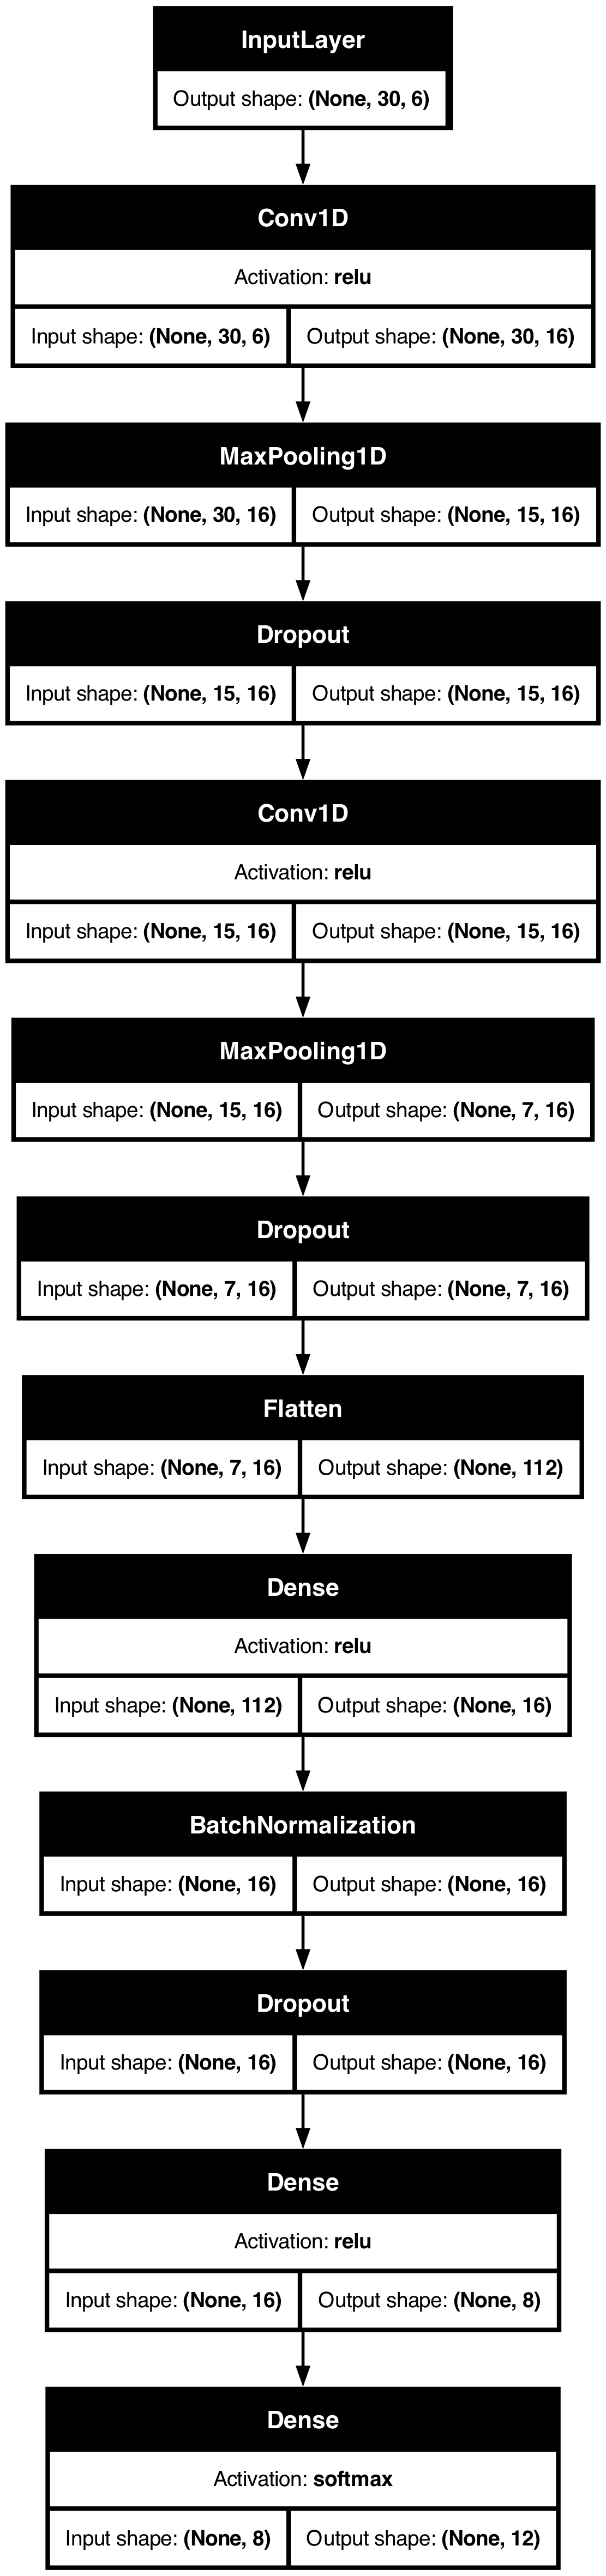 InputLayer
Output shape: (None, 30, 6)
Conv1D
Activation: relu
Input shape: (None, 30, 6) Output shape: (None, 30, 16)
MaxPooling1D
Input shape: (None, 30, 16) Output shape: (None, 15, 16)
Dropout
Input shape: (None, 15, 16) Output shape: (None, 15, 16)
Conv1D
Activation: relu
Input shape: (None, 15, 16) Output shape: (None, 15, 16)
MaxPooling1D
Input shape: (None, 15, 16) Output shape: (None, 7, 16)
Dropout
Input shape: (None, 7, 16) Output shape: (None, 7, 16)
Flatten
Input shape: (None, 7, 16) Output shape: (None, 112)
Dense
Activation: relu
Input shape: (None, 112) Output shape: (None, 16)
BatchNormalization
Input shape: (None, 16) Output shape: (None, 16)
Dropout
Input shape: (None, 16) Output shape: (None, 16)
Dense
Activation: relu
Input shape: (None, 16) Output shape: (None, 8)
Dense
Activation: softmax
Input shape: (None, 8) Output shape: (None, 12)